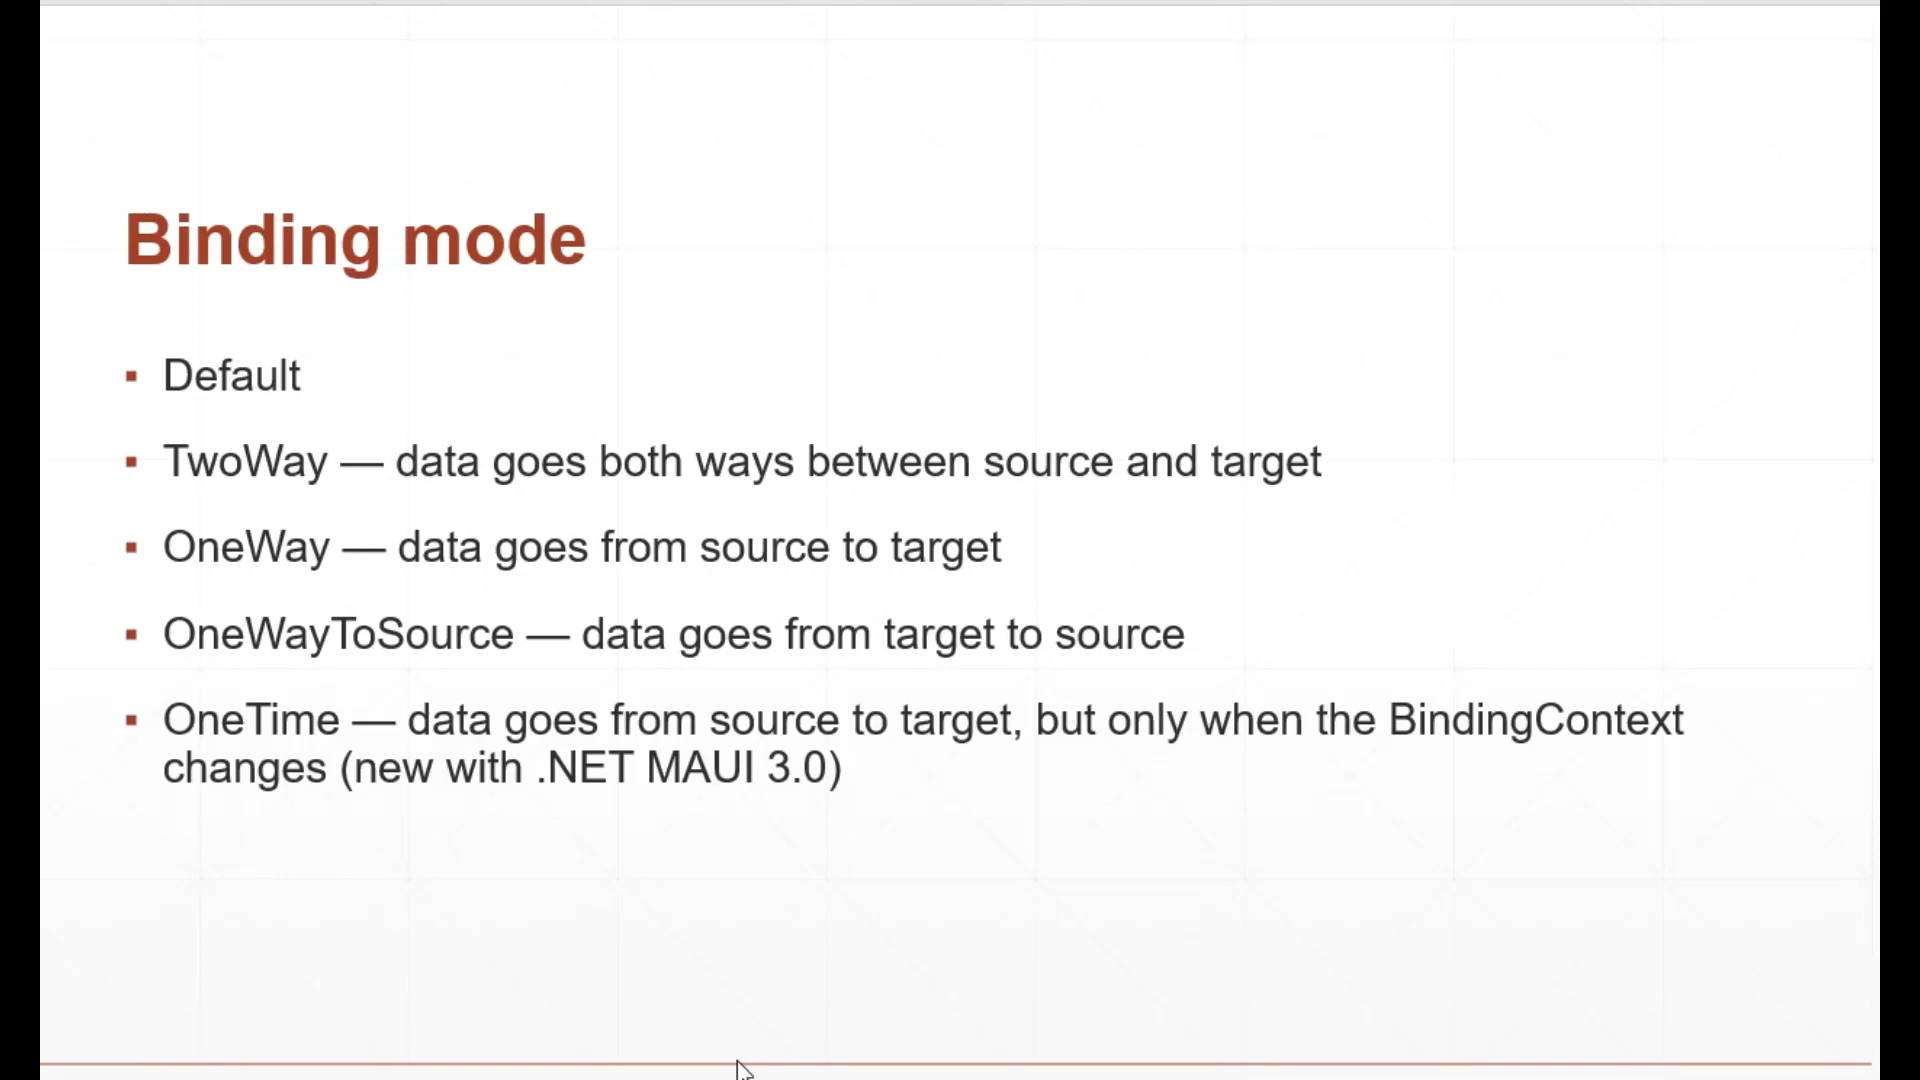 Binding mode
▪ Default
▪ TwoWay — data goes both ways between source and target
▪ OneWay — data goes from source to target
▪ OneWayToSource — data goes from target to source
▪ OneTime — data goes from source to target, but only when the BindingContext
changes (new with .NET MAUI 3.0)